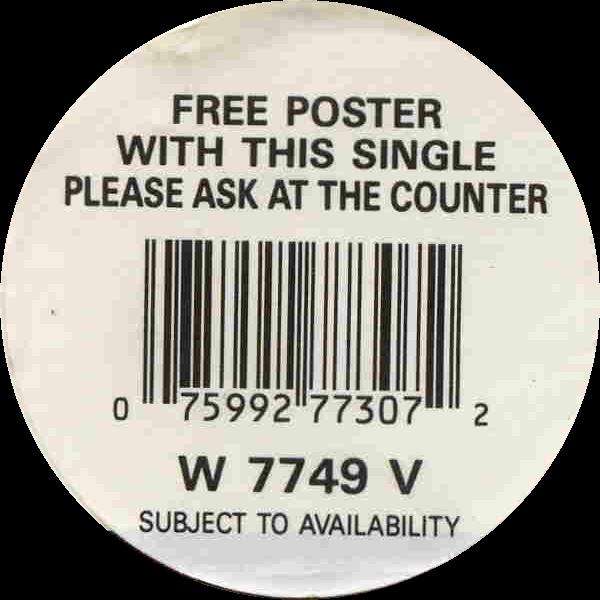 FREE POSTER
WITH THIS SINGLE
PLEASE ASK AT THE COUNTER
0 75992 77307 2
W 7749 V
SUBJECT TO AVAILABILITY